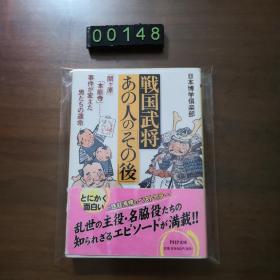 00148
日本博学倶楽部
戦国武将
あの人のその後
「関ヶ原」
「本能寺」…
事件が変えた
男たちの運命
とにかく
面白い
乱世の主役・名脇役たちの
知られざるエピソードが満載!!
PHP文庫